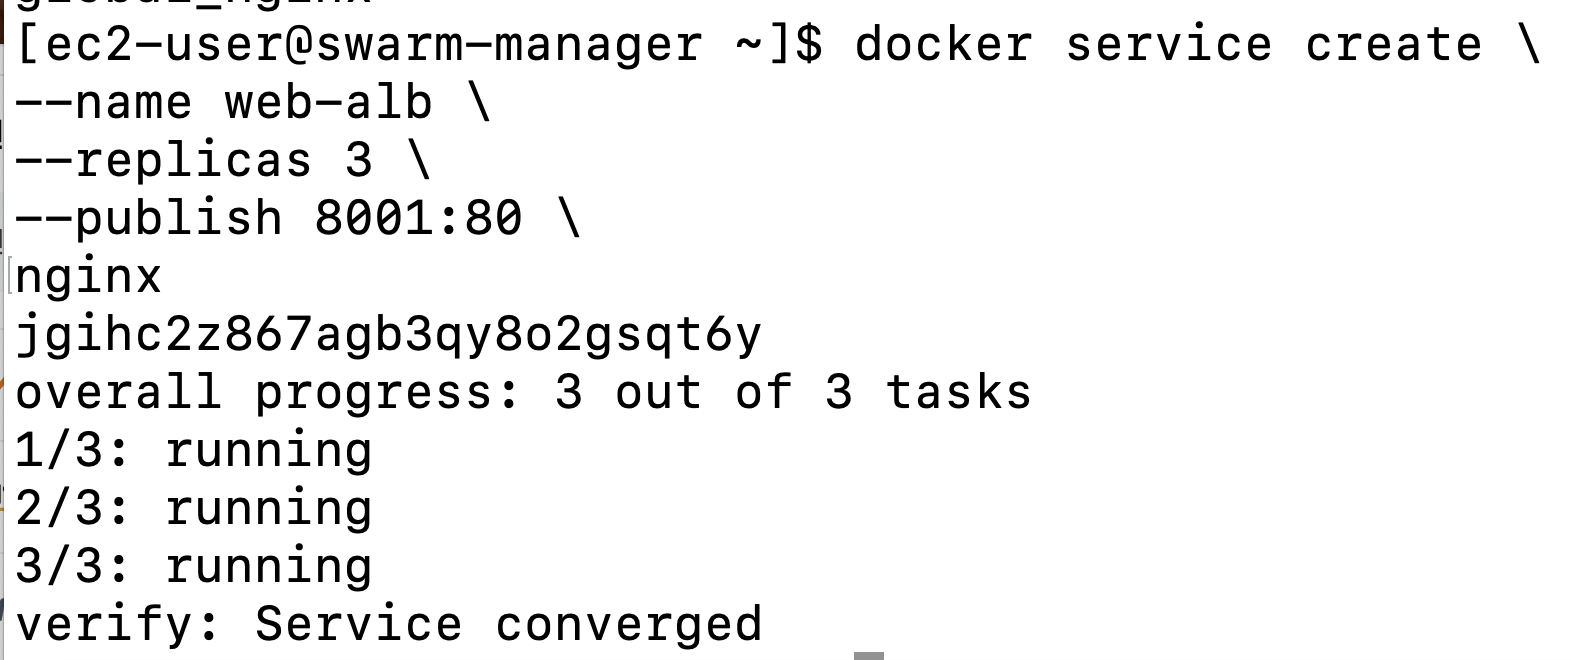 global_nginx
[ec2-user@swarm-manager ~]$ docker service create \
--name web-alb \
--replicas 3 \
--publish 8001:80 \
nginx
jgihc2z867agb3qy8o2gsqt6y
overall progress: 3 out of 3 tasks
1/3: running
2/3: running
3/3: running
verify: Service converged